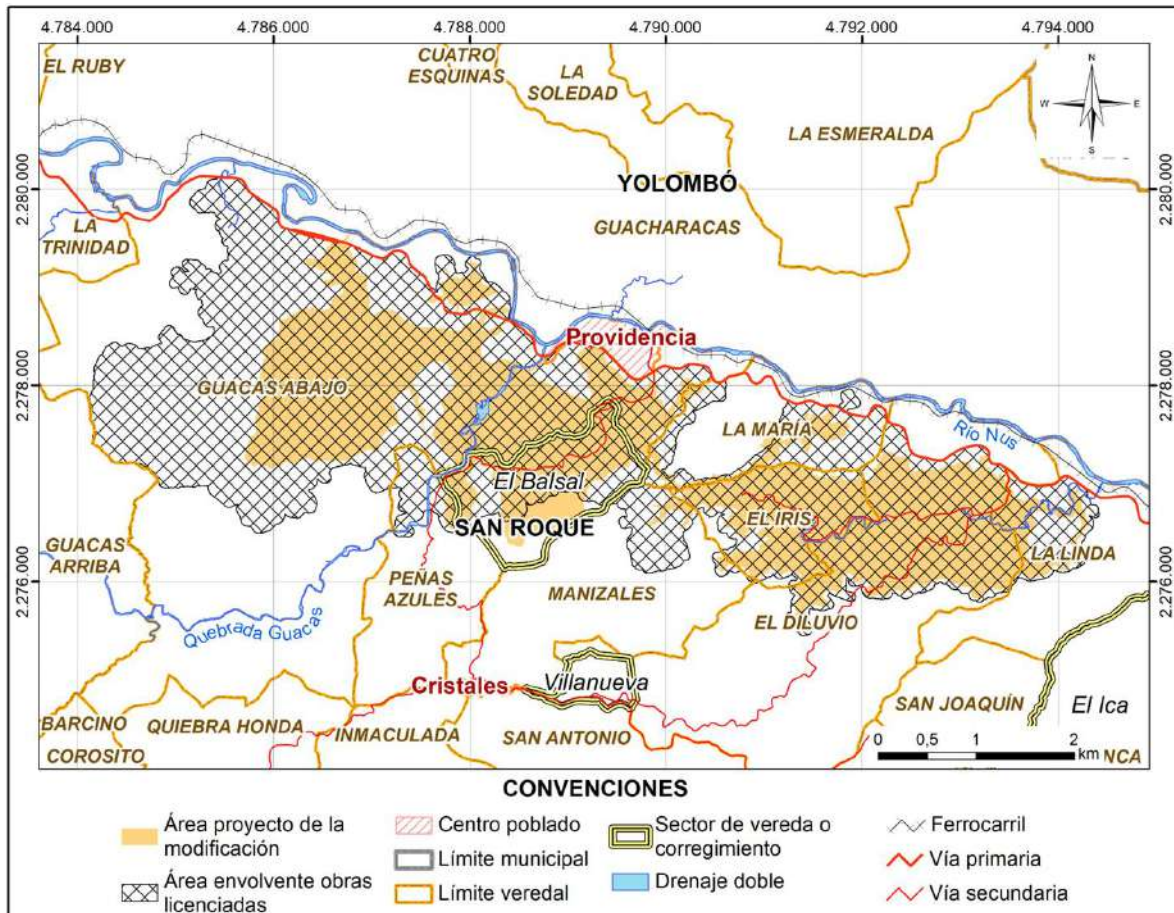 4.784.000
4.786.000
4.788.000
4.790.000
4.792.000
4.794.000
EL RUBY
CUATRO
ESQUINAS
LA
SOLEDAD
LA ESMERALDA
N
W
E
S
2.280.000
YOLOMBÓ
2.280.000
LA
TRINIDAD
GUACHARACAS
Providencia
2.278.000
GUACAS ABAJO
2.278.000
LA MARÍA
Río Nus
El Balsal
SAN ROQUE
EL IRIS
GUACAS
ARRIBA
PEÑAS
AZULES
MANIZALES
LA LINDA
2.276.000
2.276.000
EL DILUVIO
Quebrada Guacas
Cristales
Villanueva
SAN JOAQUÍN
El Ica
BARCINO
QUIEBRA HONDA
INMACULADA
SAN ANTONIO
COROSITO
0 0,5 1 2
km
NCA
CONVENCIONES
Área proyecto de la
modificación
Área envolvente obras
licenciadas
Centro poblado
Límite municipal
Límite veredal
Sector de vereda o
corregimiento
Drenaje doble
Ferrocarril
Vía primaria
Vía secundaria